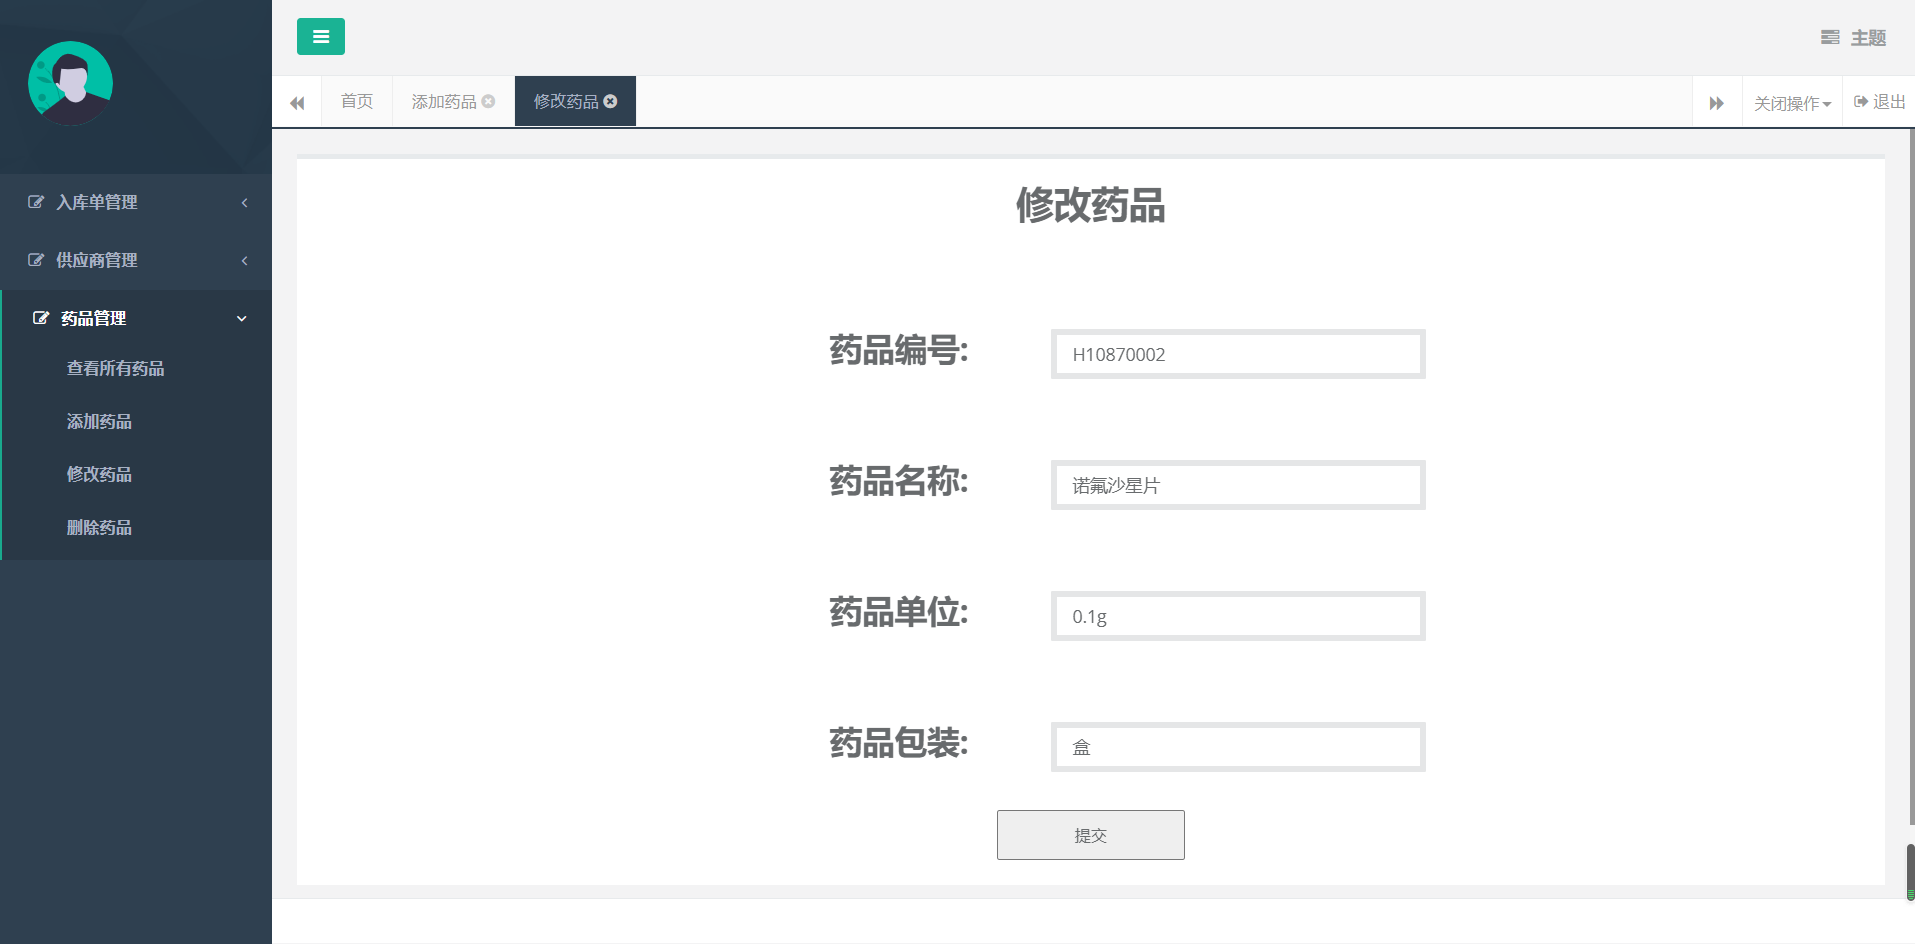 主题
首页
添加药品
修改药品
关闭操作
退出
入库单管理
供应商管理
药品管理
查看所有药品
添加药品
修改药品
删除药品
修改药品
药品编号:
H10870002
药品名称:
诺氟沙星片
药品单位:
0.1g
药品包装:
盒
提交